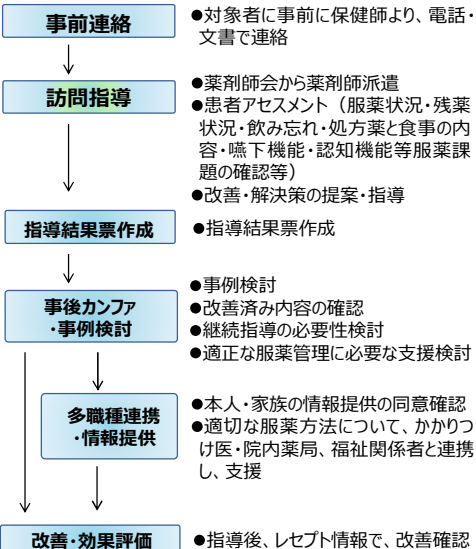 事前連絡
●対象者に事前に保健師より、電話・
文書で連絡
訪問指導
●薬剤師会から薬剤師派遣
●患者アセスメント（服薬状況・残薬
状況・飲み忘れ・処方薬と食事の内
容・嚥下機能・認知機能等服薬課
題の確認等）
●改善・解決策の提案・指導
指導結果票作成
●指導結果票作成
事後カンファ
・事例検討
●事例検討
●改善済み内容の確認
●継続指導の必要性検討
●適正な服薬管理に必要な支援検討
多職種連携
・情報提供
●本人・家族の情報提供の同意確認
●適切な服薬方法について、かかりつ
け医・院内薬局、福祉関係者と連携
し、支援
改善・効果評価
●指導後、レセプト情報で、改善確認